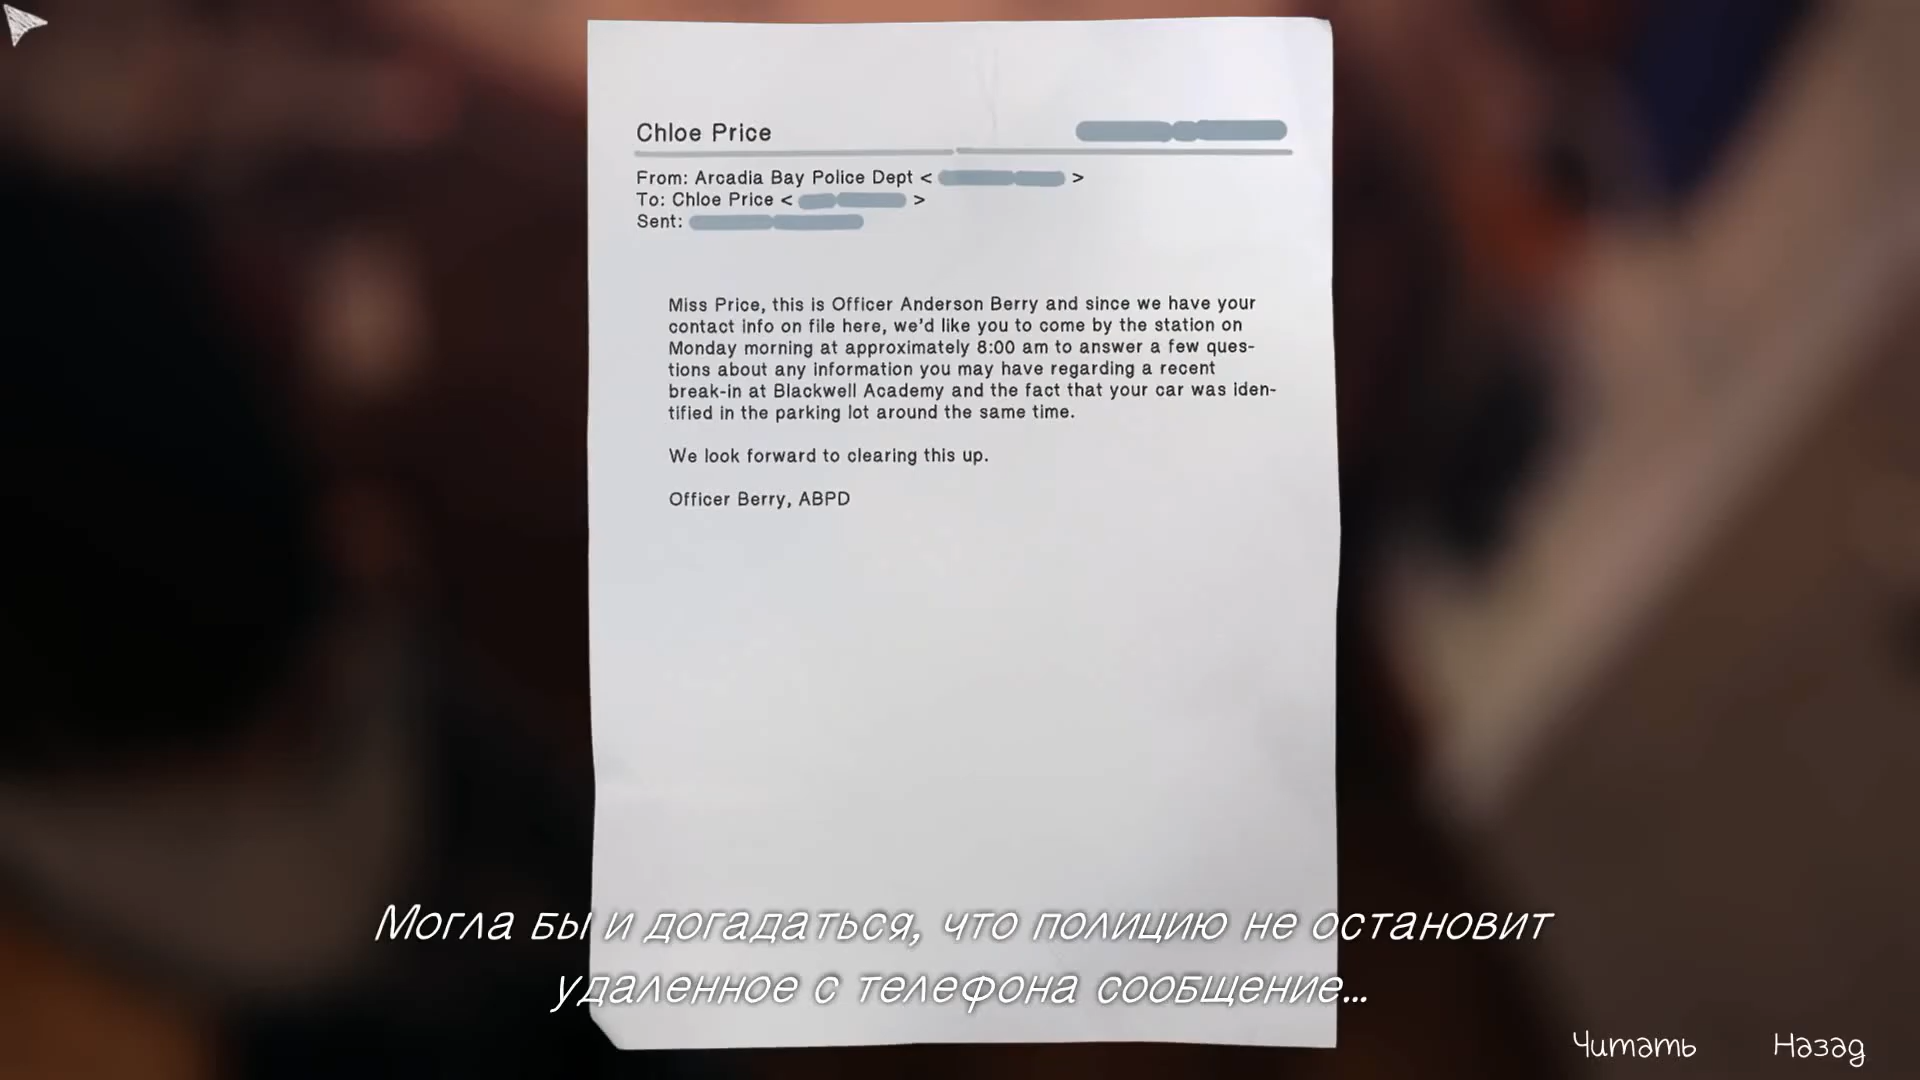 Chloe Price
From: Arcadia Bay Police Dept < >
To: Chloe Price < >
Sent:
Miss Price, this is Officer Anderson Berry and since we have your
contact info on file here, we'd like you to come by the station on
Monday morning at approximately 8:00 am to answer a few ques-
tions about any information you may have regarding a recent
break-in at Blackwell Academy and the fact that your car was iden-
tified in the parking lot around the same time.
We look forward to clearing this up.
Officer Berry, ABPD
Могла бы и догадаться, что полицию не остановит
удаленное с телефона сообщение...
Читать Назад